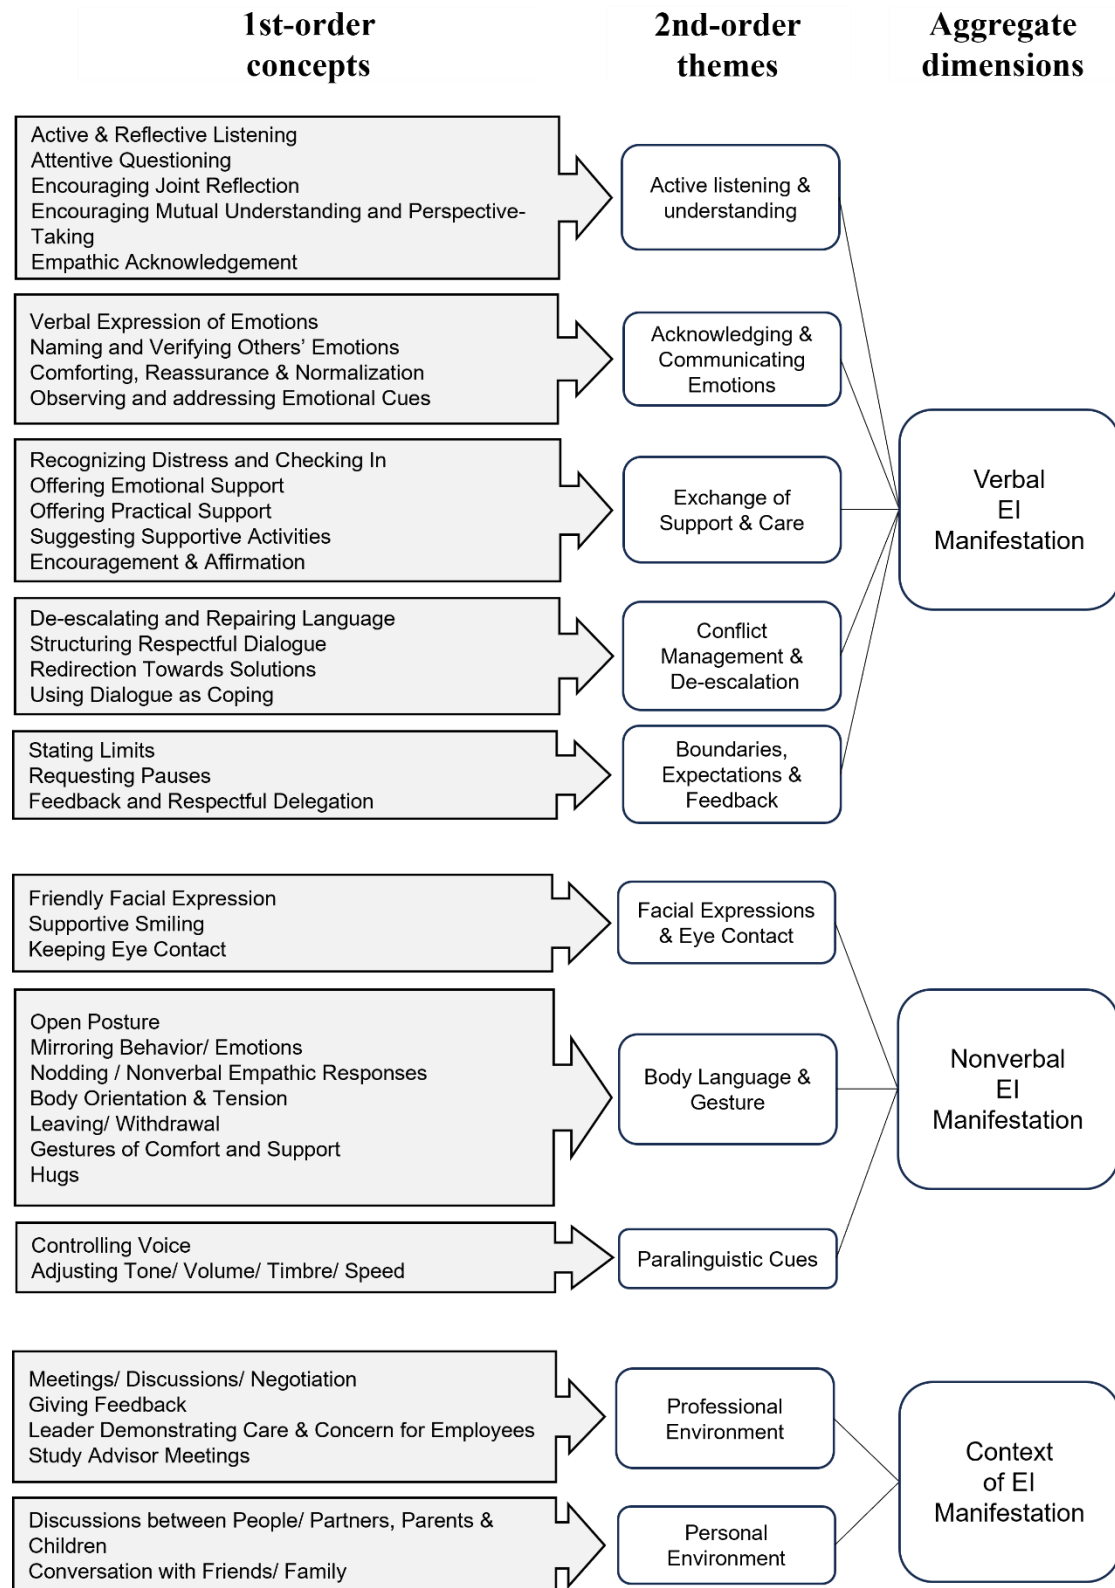 1st-order
concepts
2nd-order
themes
Aggregate
dimensions
Active & Reflective Listening
Attentive Questioning
Encouraging Joint Reflection
Encouraging Mutual Understanding and Perspective-
Taking
Empathic Acknowledgement
Active listening &
understanding
Verbal Expression of Emotions
Naming and Verifying Others’ Emotions
Comforting, Reassurance & Normalization
Observing and addressing Emotional Cues
Acknowledging &
Communicating
Emotions
Recognizing Distress and Checking In
Offering Emotional Support
Offering Practical Support
Suggesting Supportive Activities
Encouragement & Affirmation
Exchange of
Support & Care
De-escalating and Repairing Language
Structuring Respectful Dialogue
Redirection Towards Solutions
Using Dialogue as Coping
Conflict
Management &
De-escalation
Stating Limits
Requesting Pauses
Feedback and Respectful Delegation
Boundaries,
Expectations &
Feedback
Verbal
EI
Manifestation
Friendly Facial Expression
Supportive Smiling
Keeping Eye Contact
Facial Expressions
& Eye Contact
Open Posture
Mirroring Behavior/ Emotions
Nodding / Nonverbal Empathic Responses
Body Orientation & Tension
Leaving/ Withdrawal
Gestures of Comfort and Support
Hugs
Body Language &
Gesture
Controlling Voice
Adjusting Tone/ Volume/ Timbre/ Speed
Paralinguistic Cues
Nonverbal
EI
Manifestation
Meetings/ Discussions/ Negotiation
Giving Feedback
Leader Demonstrating Care & Concern for Employees
Study Advisor Meetings
Professional
Environment
Discussions between People/ Partners, Parents &
Children
Conversation with Friends/ Family
Personal
Environment
Context
of EI
Manifestation